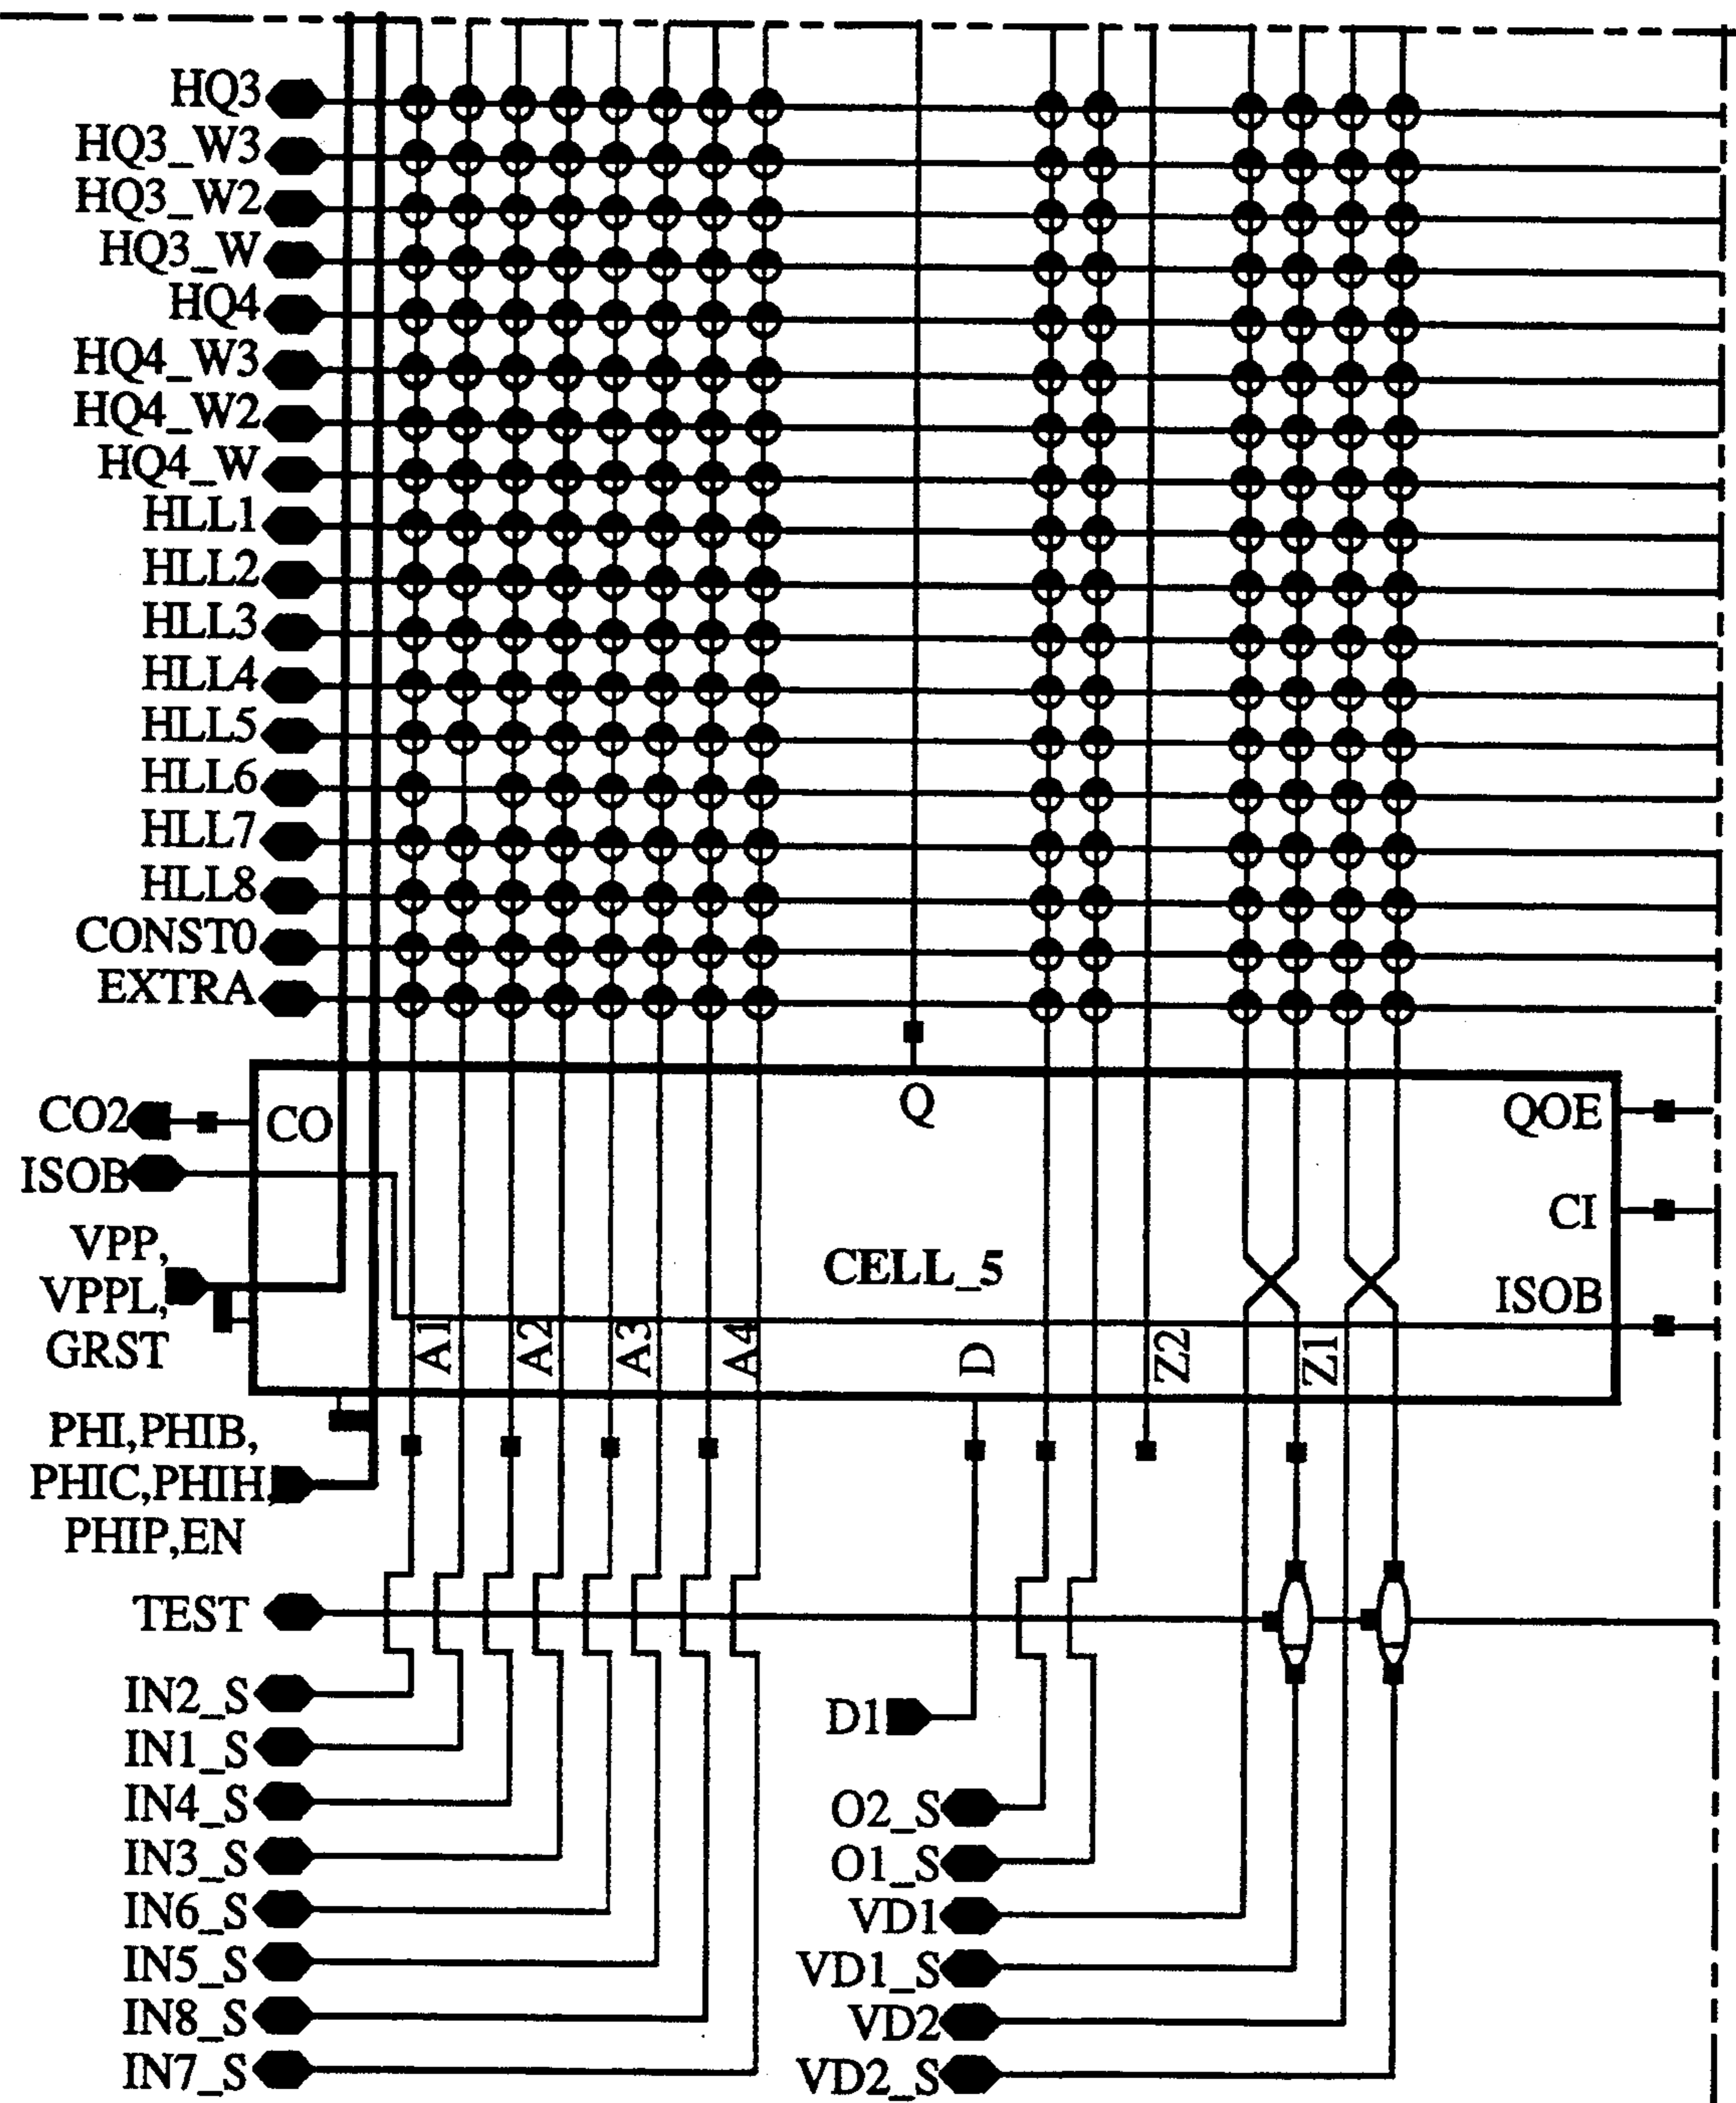 HQ3
HQ3_W3
HQ3_W2
HQ3_W
HQ4
HQ4_W3
HQ4_W2
HQ4_W
HLL1
HLL2
HLL3
HLL4
HLL5
HLL6
HLL7
HLL8
CONST0
EXTRA
Q
CO2
CO
QOE
ISOB
CI
VPP,
VPPL,
GRST
CELL_5
ISOB
A1
A2
A3
A4
D
Z2
Z1
PHI,PHIB,
PHIC,PHIH,
PHIP,EN
TEST
IN2_S
IN1_S
IN4_S
IN3_S
IN6_S
IN5_S
IN8_S
IN7_S
D1
O2_S
O1_S
VD1
VD1_S
VD2
VD2_S